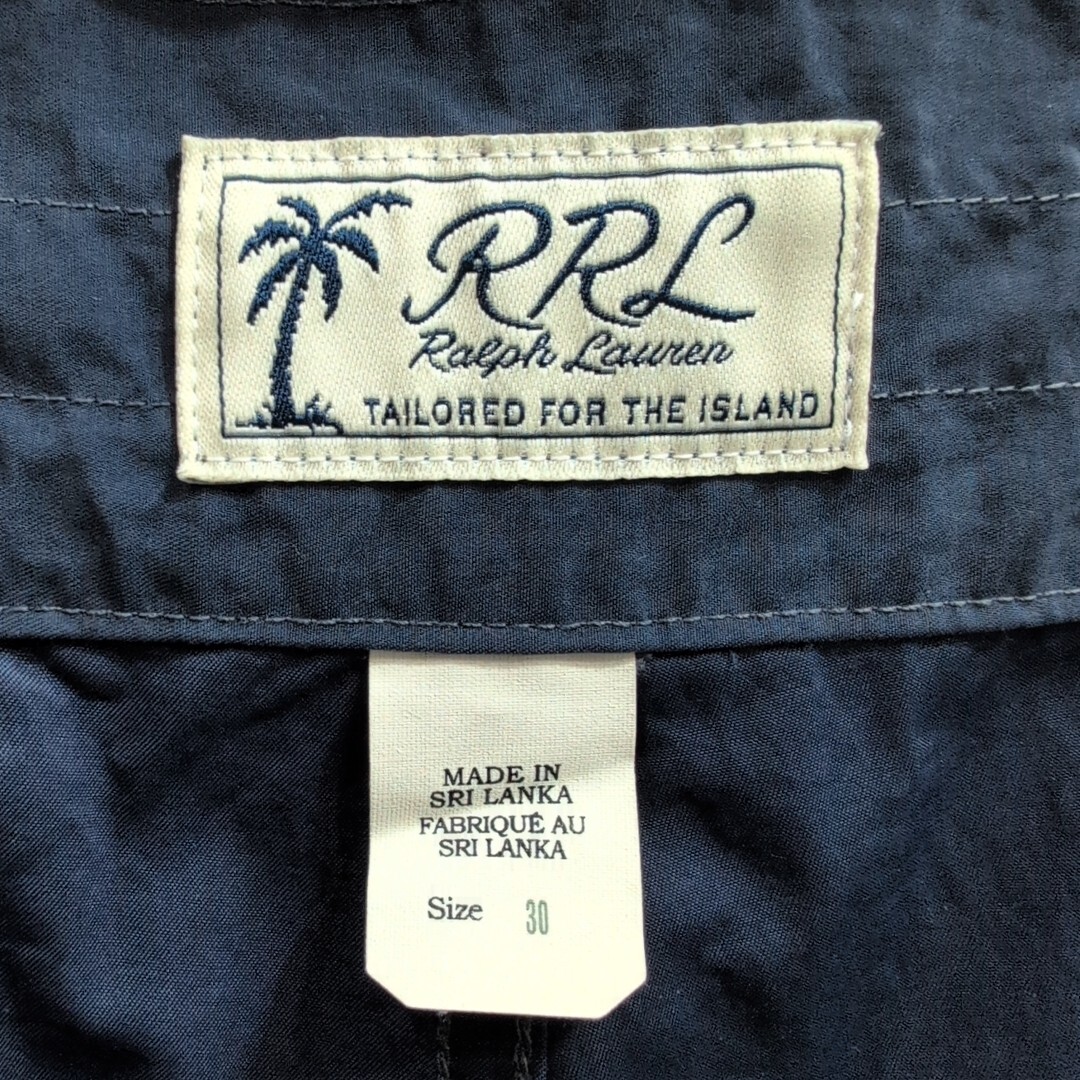 RRL
Ralph Lauren
TAILORED FOR THE ISLAND
MADE IN
SRI LANKA
FABRIQUÉ AU
SRI LANKA
Size 30